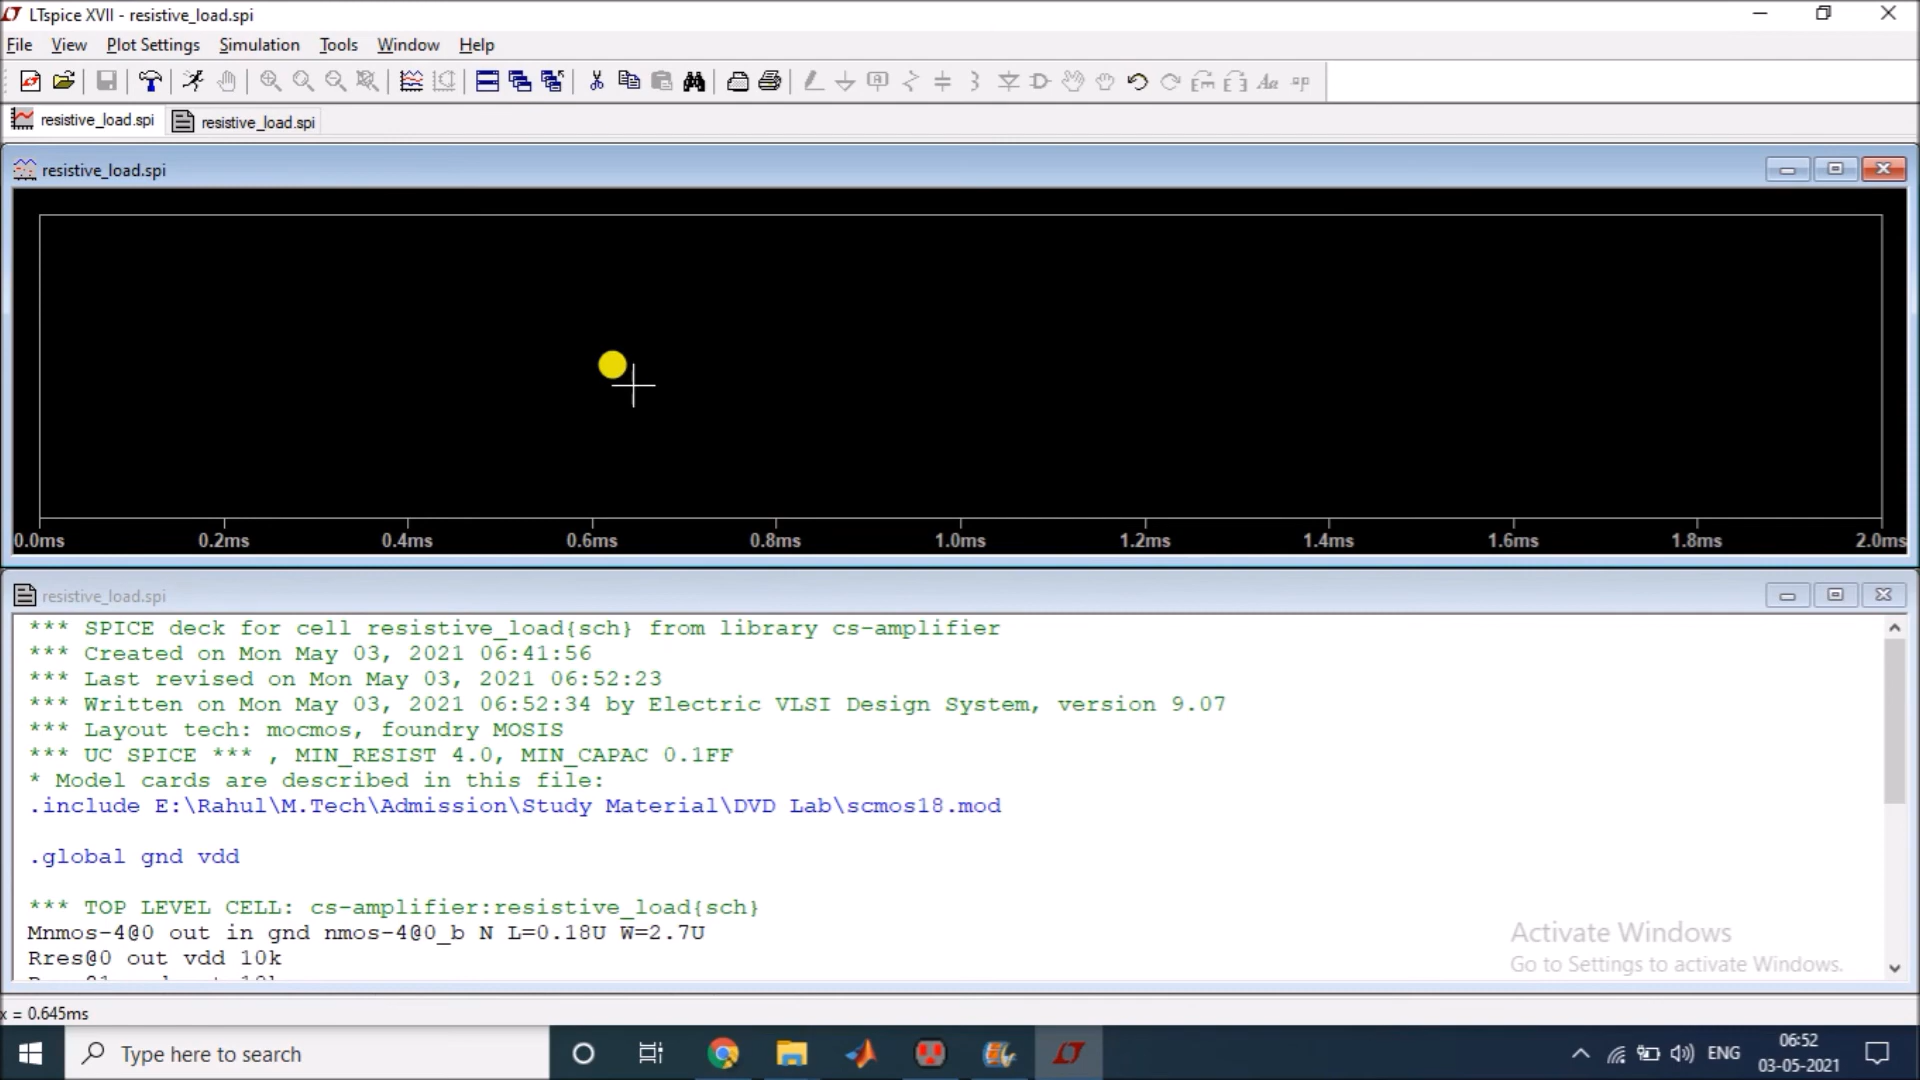 LTspice XVII - resistive_load.spi
File View Plot Settings Simulation Tools Window Help
resistive_load.spi resistive_load.spi
resistive_load.spi
0.0ms 0.2ms 0.4ms 0.6ms 0.8ms 1.0ms 1.2ms 1.4ms 1.6ms 1.8ms 2.0ms
resistive_load.spi
*** SPICE deck for cell resistive_load{sch} from library cs-amplifier
*** Created on Mon May 03, 2021 06:41:56
*** Last revised on Mon May 03, 2021 06:52:23
*** Written on Mon May 03, 2021 06:52:34 by Electric VLSI Design System, version 9.07
*** Layout tech: mocmos, foundry MOSIS
*** UC SPICE *** , MIN_RESIST 4.0, MIN_CAPAC 0.1FF
* Model cards are described in this file:
.include E:\Rahul\M.Tech\Admission\Study Material\DVD Lab\scmos18.mod
.global gnd vdd
*** TOP LEVEL CELL: cs-amplifier:resistive_load{sch}
Mnmos-4@0 out in gnd nmos-4@0_b N L=0.18U W=2.7U
Rres@0 out vdd 10k
Activate Windows
Go to Settings to activate Windows.
x = 0.645ms
Type here to search
ENG
06:52
03-05-2021